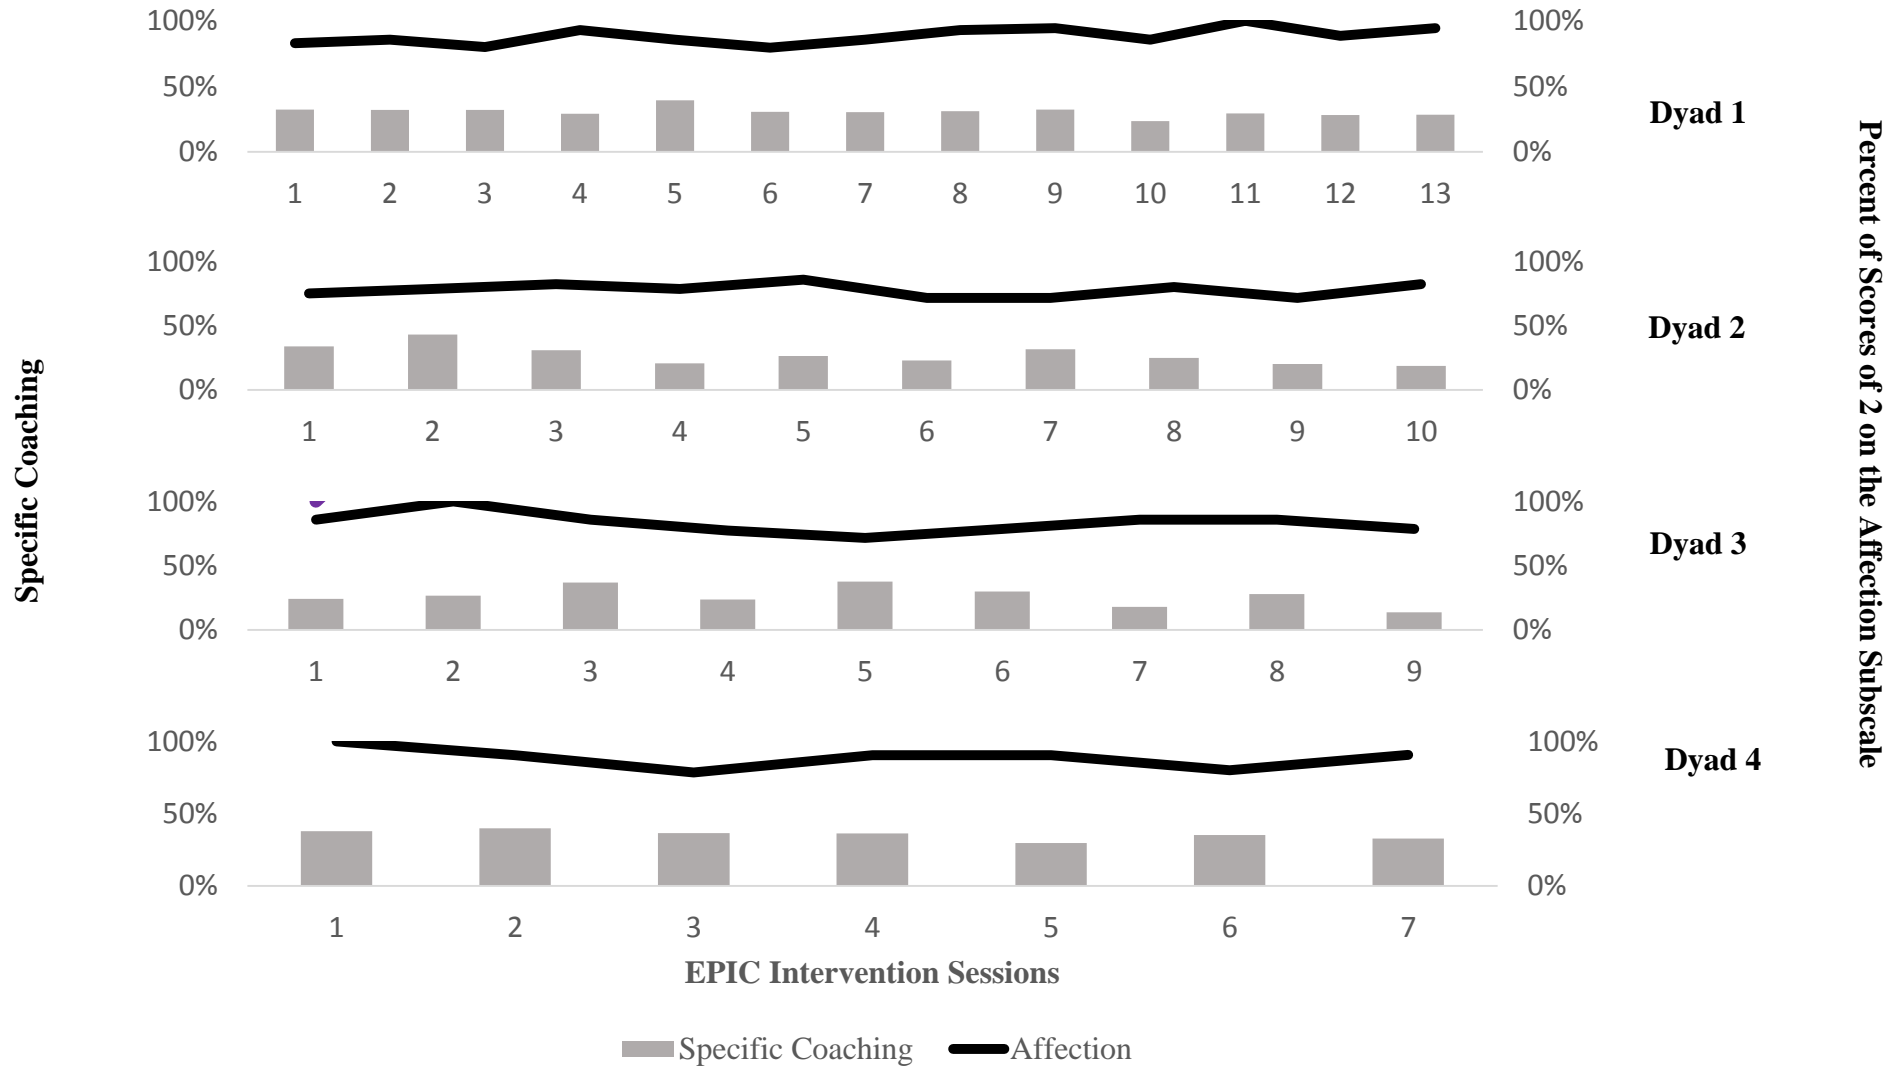 100%
50%
0%
100%
50%
0%
Dyad 1
1 2 3 4 5 6 7 8 9 10 11 12 13
100%
50%
0%
100%
50%
0%
Dyad 2
1 2 3 4 5 6 7 8 9 10
100%
50%
0%
100%
50%
0%
Dyad 3
1 2 3 4 5 6 7 8 9
100%
50%
0%
100%
50%
0%
Dyad 4
1 2 3 4 5 6 7
Specific Coaching
Percent of Scores of 2 on the Affection Subscale
EPIC Intervention Sessions
Specific Coaching Affection